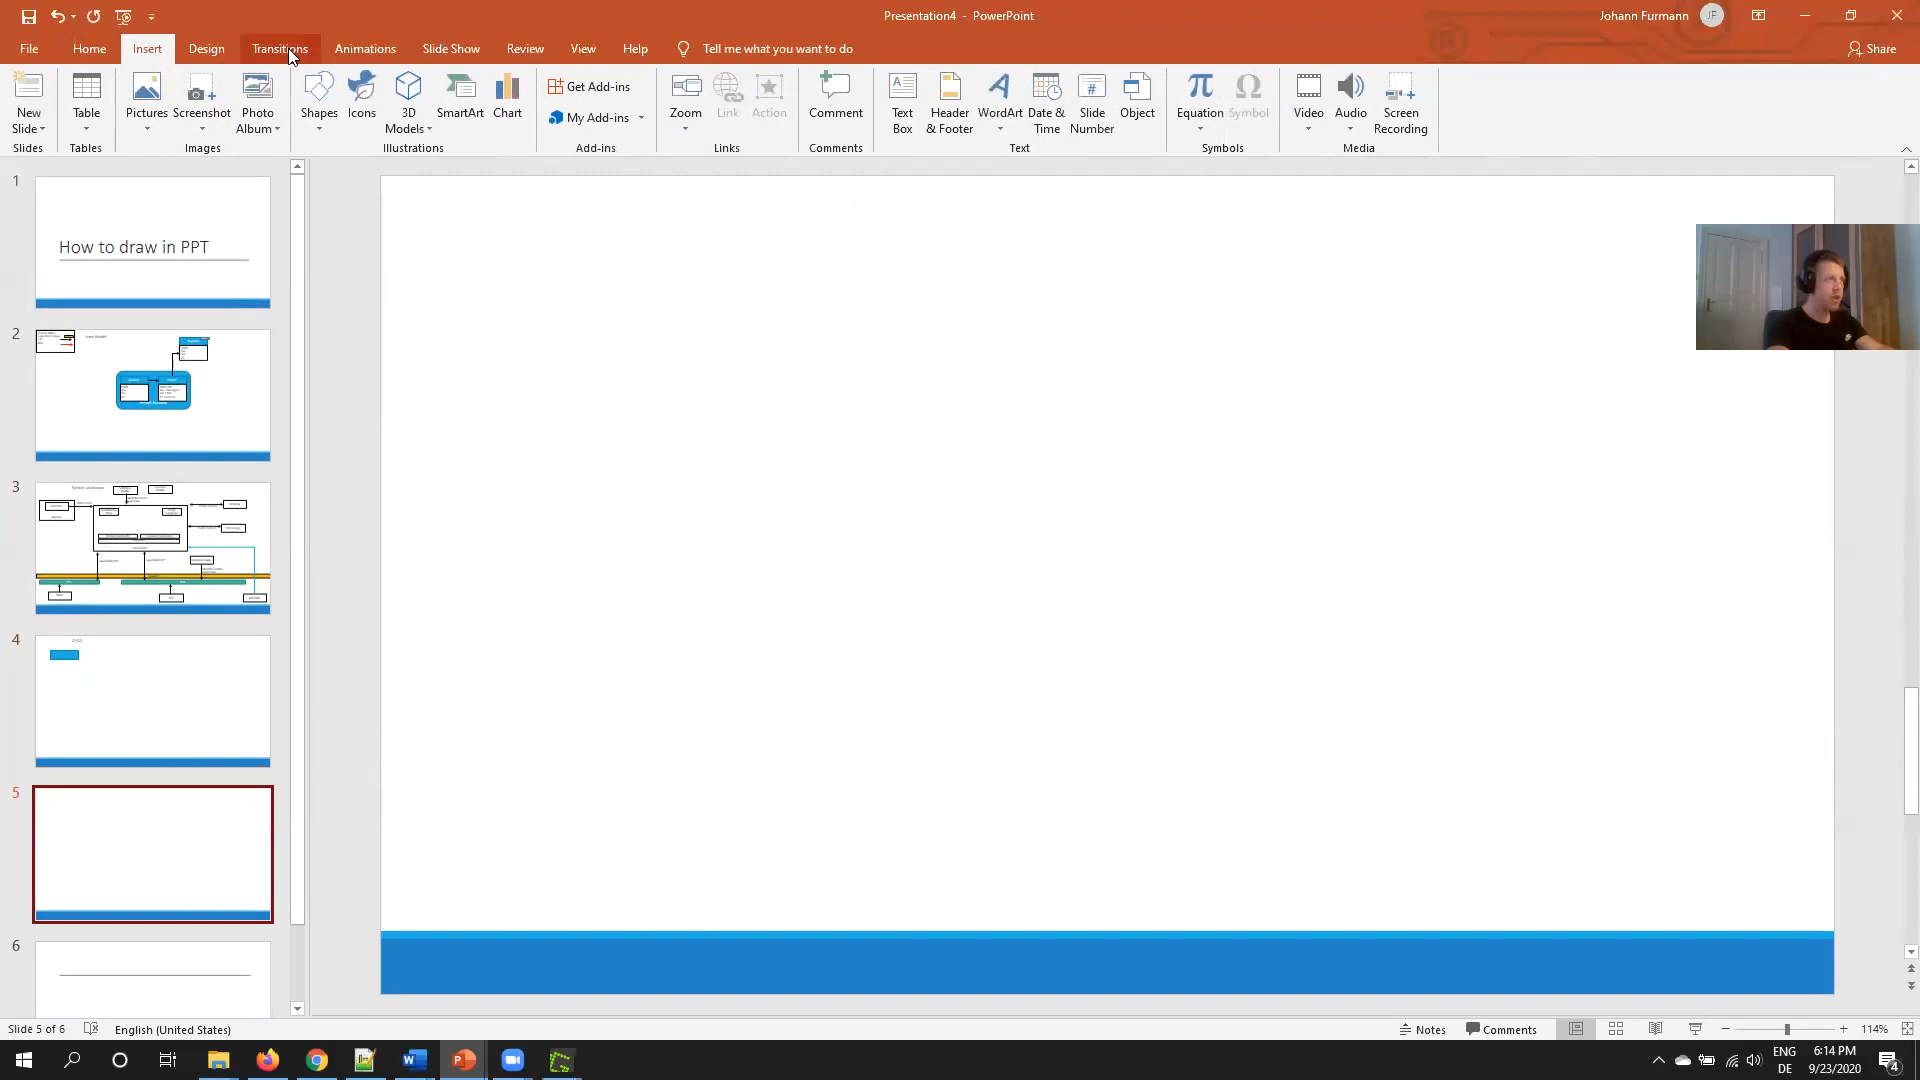 Presentation4 - PowerPoint
Johann Furmann
JF
File
Home
Insert
Design
Transitions
Animations
Slide Show
Review
View
Help
Tell me what you want to do
Share
New Slide
Table
Pictures
Screenshot
Photo Album
Shapes
Icons
3D Models
SmartArt
Chart
Get Add-ins
My Add-ins
Zoom
Link
Action
Comment
Text Box
Header & Footer
WordArt
Date & Time
Slide Number
Object
Equation
Symbol
Video
Audio
Screen Recording
Slides
Tables
Images
Illustrations
Add-ins
Links
Comments
Text
Symbols
Media
1
How to draw in PPT
2
3
4
5
6
Slide 5 of 6
English (United States)
Notes
Comments
114%
ENG
DE
6:14 PM
9/23/2020
4